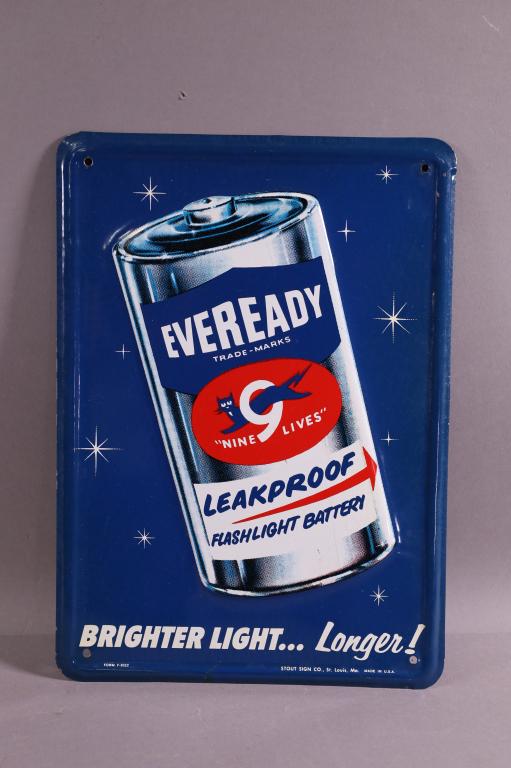 EVEREADY
TRADE-MARKS
9
"NINE LIVES"
LEAKPROOF
FLASHLIGHT BATTERY
BRIGHTER LIGHT... Longer!
STOUT SIGN CO., St. Louis, Mo. MADE IN U.S.A.